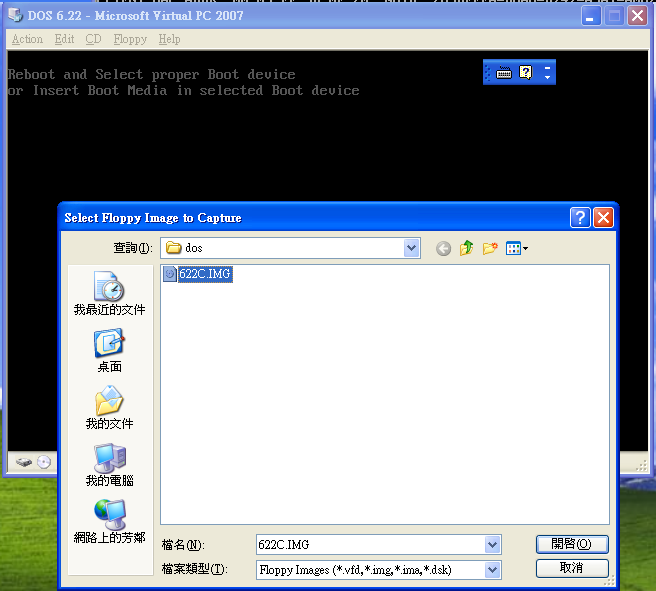 DOS 6.22 - Microsoft Virtual PC 2007
Action Edit CD Floppy Help
Reboot and Select proper Boot device
or Insert Boot Media in selected Boot device
Select Floppy Image to Capture
查詢(I): dos
622C.IMG
我最近的文件
桌面
我的文件
我的電腦
網路上的芳鄰
檔名(N): 622C.IMG 開啓(O)
檔案類型(T): Floppy Images (*.vfd,*.img,*.ima,*.dsk) 取消